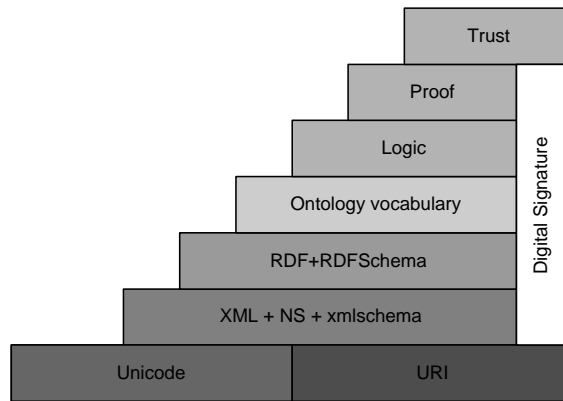 Trust
Proof
Logic
Ontology vocabulary
RDF+RDFSchema
XML + NS + xmlschema
Unicode
URI
Digital Signature